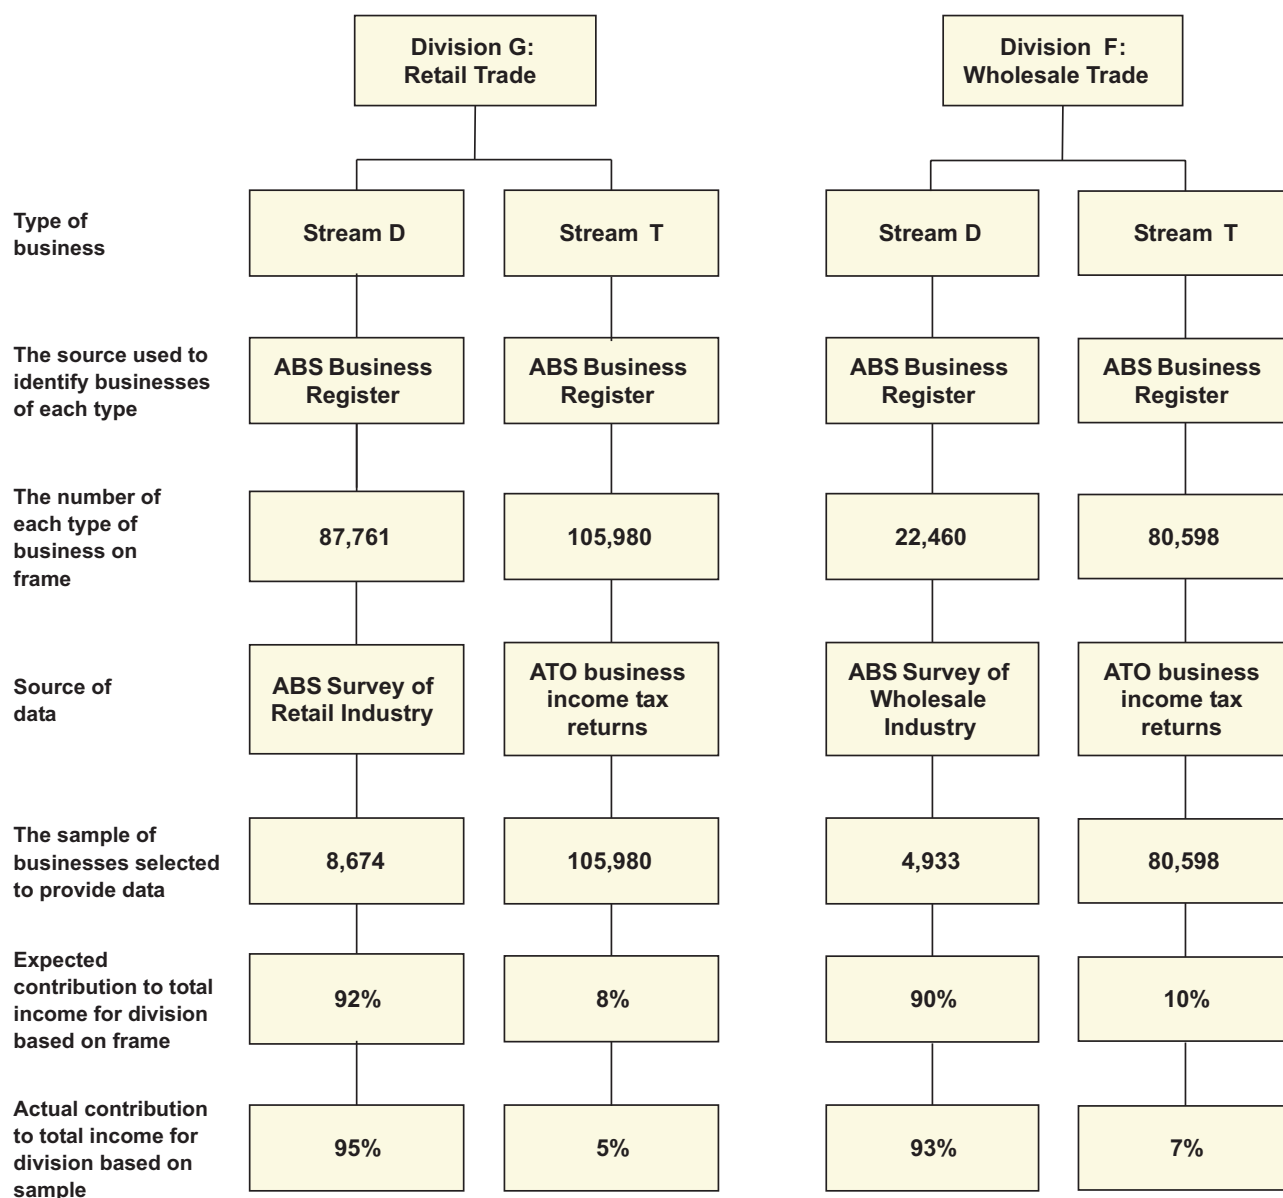 Division G:
Retail Trade
Division F:
Wholesale Trade
Type of
business
Stream D
Stream T
Stream D
Stream T
The source used to
identify businesses
of each type
ABS Business
Register
ABS Business
Register
ABS Business
Register
ABS Business
Register
The number of
each type of
business on
frame
87,761
105,980
22,460
80,598
Source of
data
ABS Survey of
Retail Industry
ATO business
income tax
returns
ABS Survey of
Wholesale
Industry
ATO business
income tax
returns
The sample of
businesses selected
to provide data
8,674
105,980
4,933
80,598
Expected
contribution to total
income for division
based on frame
92%
8%
90%
10%
Actual contribution
to total income for
division based on
sample
95%
5%
93%
7%